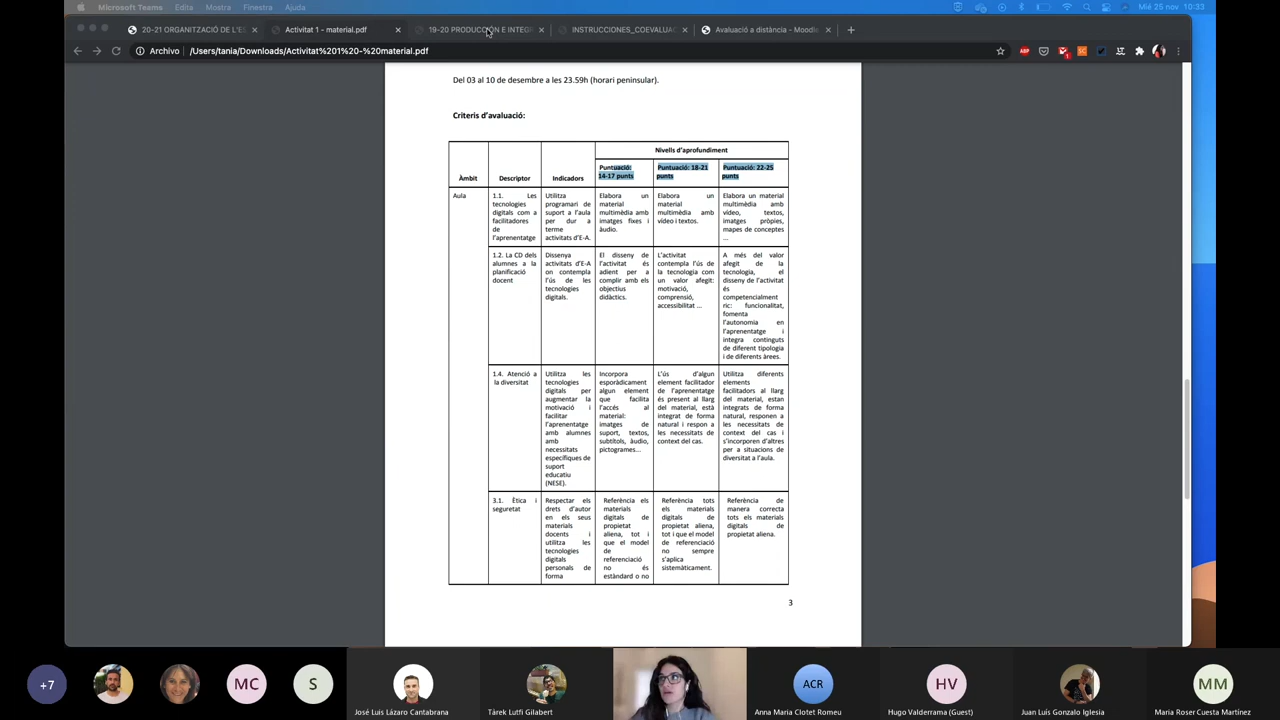 Microsoft Teams Edición Ver Ventana Ayuda
Mié 25 nov 10:33
20-21 ORGANITZACIÓ DE L'E
Activitat 1 - material.pdf
19-20 PRODUCCIÓN E INTEGR
INSTRUCCIONES_COEVALUA
Avaluació a distància - Moodle
Archivo /Users/tania/Downloads/Activitat%201%20-%20material.pdf
Del 03 al 10 de desembre a les 23.59h (horari peninsular).
Criteris d'avaluació:
Nivells d'aprofundiment
Àmbit
Descriptor
Indicadors
Puntuació:
14-17 punts
Puntuació: 18-21
punts
Puntuació: 22-25
punts
Aula
1.1. Les
tecnologies
digitals com a
facilitadores
de
l'aprenentatge
Utilitza
programari de
suport a l'aula
per dur a
terme
activitats d'E-A.
Elabora un
material
multimèdia amb
imatges fixes i
àudio.
Elabora un
material
multimèdia amb
vídeo i textos.
Elabora un material
multimèdia amb
vídeo, textos,
imatges pròpies,
mapes de conceptes
...
1.2. La CD dels
alumnes a la
planificació
docent
Dissenya
activitats d'E-A
on contempla
l'ús de les
tecnologies
digitals.
El disseny de
l'activitat és
adient per a
complir amb els
objectius
didàctics.
L'activitat
contempla l'ús de
la tecnologia com
un valor afegit:
motivació,
comprensió,
accessibilitat ...
A més del valor
afegit de la
tecnologia, el
disseny de l'activitat
és
competencialment
ric: funcionalitat,
fomenta
l'autonomia en
l'aprenentatge i
integra continguts
de diferent tipologia
i de diferents àrees.
1.4. Atenció a
la diversitat
Utilitza les
tecnologies
digitals per
augmentar la
motivació i
facilitar
l'aprenentatge
amb alumnes
amb
necessitats
específiques de
suport
educatiu
(NESE).
Incorpora
esporàdicament
algun element
que facilita
l'accés al
material:
imatges de
suport, textos,
subtítols, àudio,
pictogrames...
L'ús d'algun
element facilitador
de l'aprenentatge
és present al llarg
del material, està
integrat de forma
natural i respon a
les necessitats de
context del cas.
Utilitza diferents
elements
facilitadors al llarg
del material, estan
integrats de forma
natural, responen a
les necessitats de
context del cas i
s'incorporen d'altres
per a situacions de
diversitat a l'aula.
3.1. Ètica i
seguretat
Respectar els
drets d'autor
en els seus
materials
docents i
utilitza les
tecnologies
digitals
personals de
forma
Referència els
materials
digitals de
propietat
aliena, tot i
que el model
de
referenciació
no és
estàndard o no
Referència tots
els materials
digitals de
propietat aliena,
tot i que el model
de referenciació
no sempre
s'aplica
sistemàticament.
Referència de
manera correcta
tots els materials
digitals de
propietat aliena.
3
+7
MC
S
José Luis Lázaro Cantabrana
Tàrek Lutfi Gilabert
ACR
Anna Maria Clotet Romeu
HV
Hugo Valderrama (Guest)
Juan Luis Gonzalo Iglesia
MM
Maria Roser Cuesta Martínez